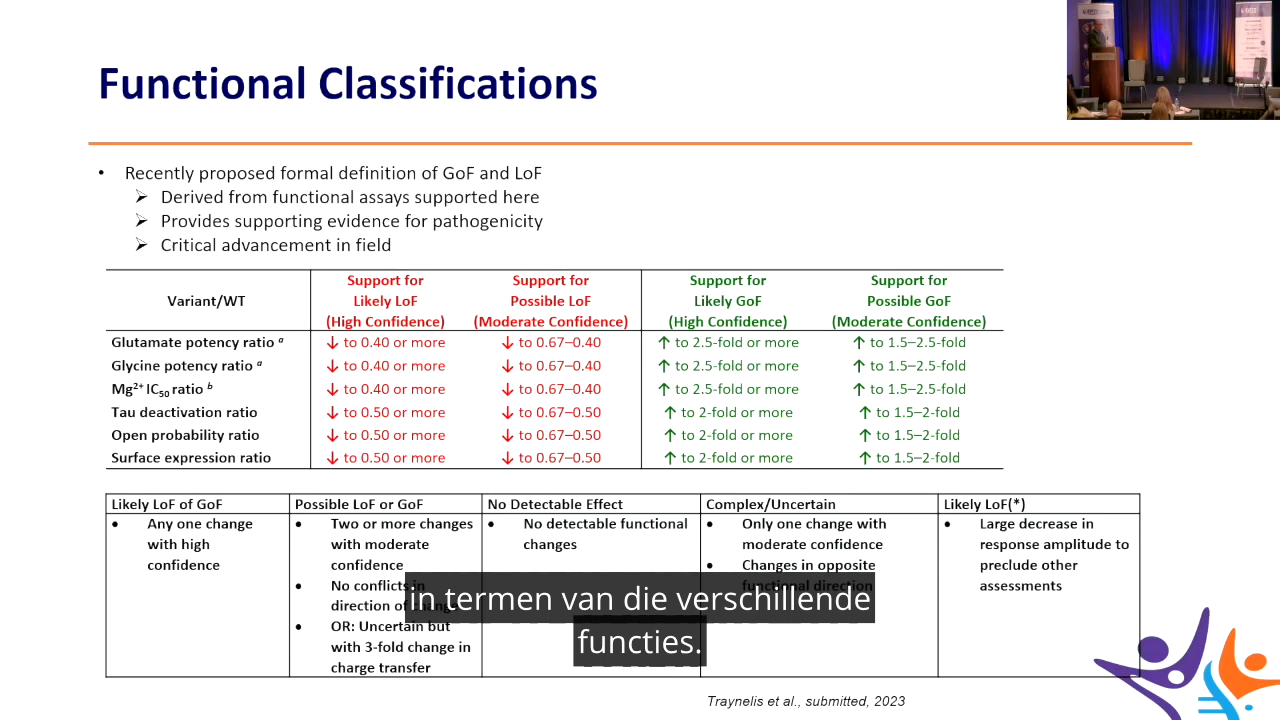 Functional Classifications
• Recently proposed formal definition of GoF and LoF
➢ Derived from functional assays supported here
➢ Provides supporting evidence for pathogenicity
➢ Critical advancement in field
Variant/WT
Support for
Likely LoF
(High Confidence)
Support for
Possible LoF
(Moderate Confidence)
Support for
Likely GoF
(High Confidence)
Support for
Possible GoF
(Moderate Confidence)
Glutamate potency ratio a ↓ to 0.40 or more ↓ to 0.67–0.40 ↑ to 2.5-fold or more ↑ to 1.5–2.5-fold
Glycine potency ratio a ↓ to 0.40 or more ↓ to 0.67–0.40 ↑ to 2.5-fold or more ↑ to 1.5–2.5-fold
Mg2+ IC50 ratio b ↓ to 0.40 or more ↓ to 0.67–0.40 ↑ to 2.5-fold or more ↑ to 1.5–2.5-fold
Tau deactivation ratio ↓ to 0.50 or more ↓ to 0.67–0.50 ↑ to 2-fold or more ↑ to 1.5–2-fold
Open probability ratio ↓ to 0.50 or more ↓ to 0.67–0.50 ↑ to 2-fold or more ↑ to 1.5–2-fold
Surface expression ratio ↓ to 0.50 or more ↓ to 0.67–0.50 ↑ to 2-fold or more ↑ to 1.5–2-fold
Likely LoF of GoF
• Any one change
with high
confidence
Possible LoF or GoF
• Two or more changes
with moderate
confidence
• No conflicts in
direction of change
• OR: Uncertain but
with 3-fold change in
charge transfer
No Detectable Effect
• No detectable functional
changes
Complex/Uncertain
• Only one change with
moderate confidence
• Changes in opposite
functional direction
Likely LoF(*)
• Large decrease in
response amplitude to
preclude other
assessments
in termen van die verschillende
functies.
Traynelis et al., submitted, 2023